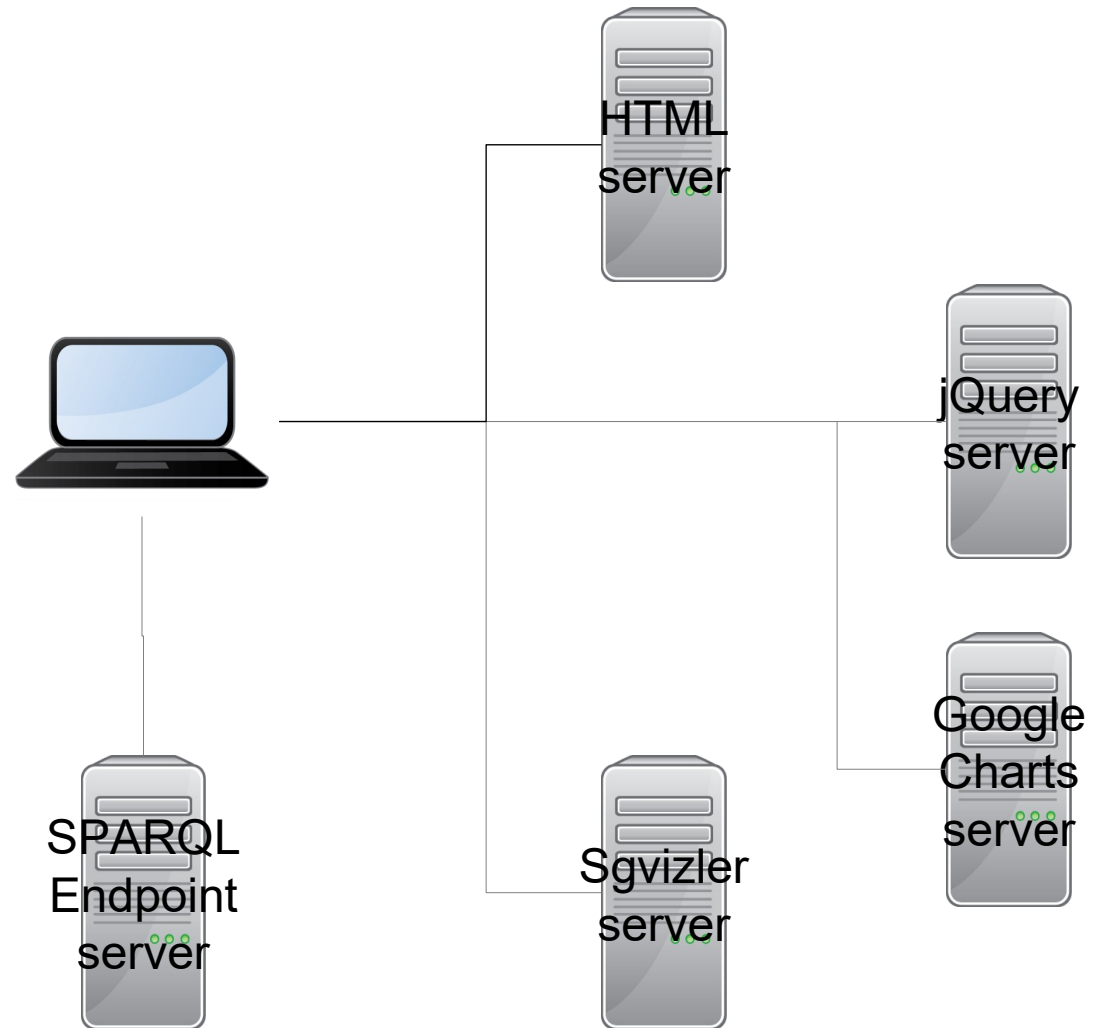 HTML
server
jQuery
server
Google
Charts
server
SPARQL
Endpoint
server
Sgvizler
server